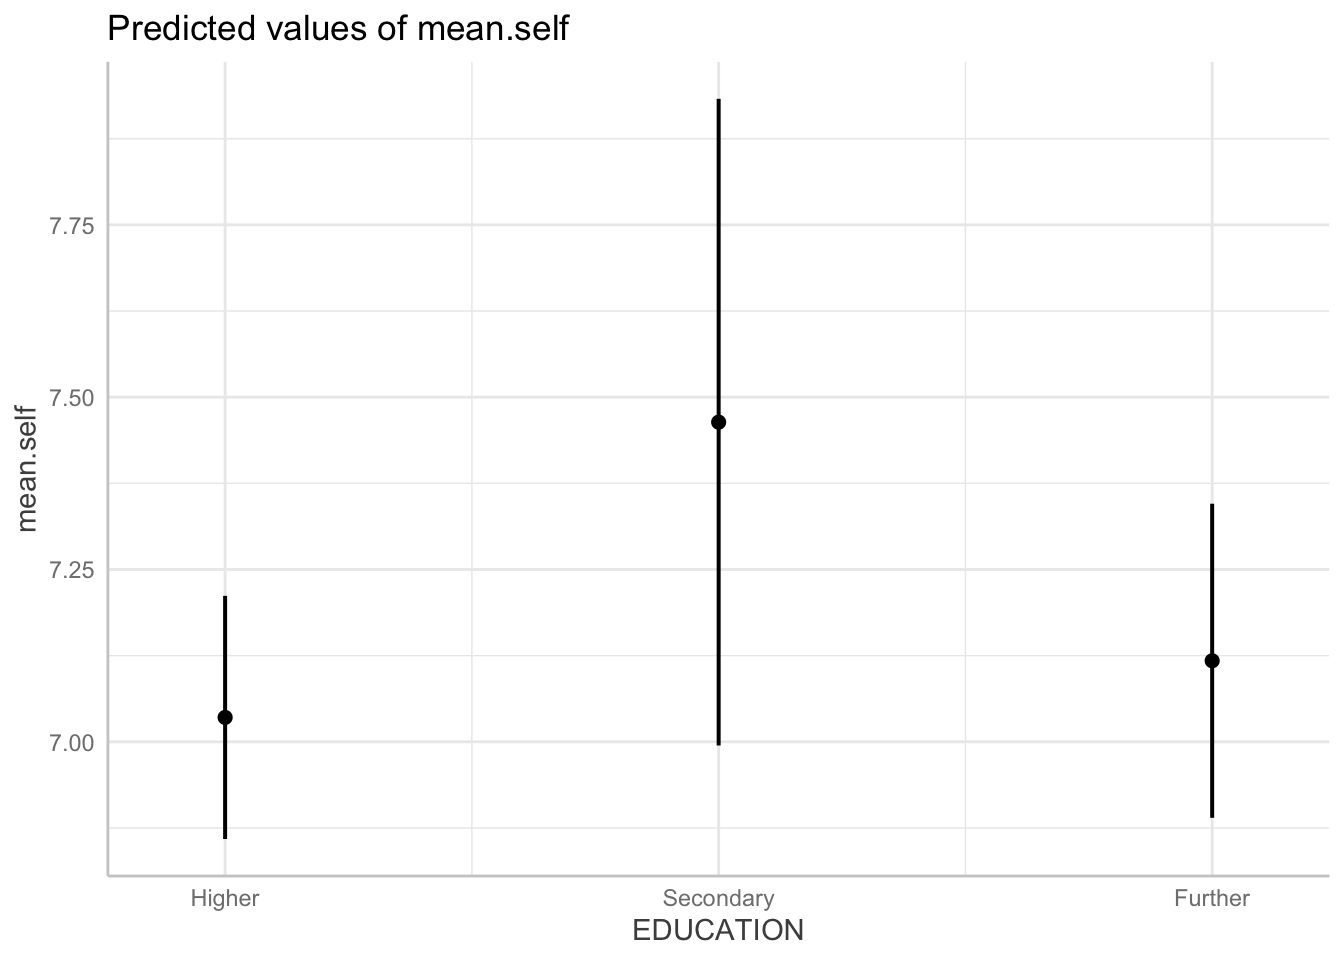 Predicted values of mean.self
mean.self
7.75
7.50
7.25
7.00
Higher
Secondary
Further
EDUCATION